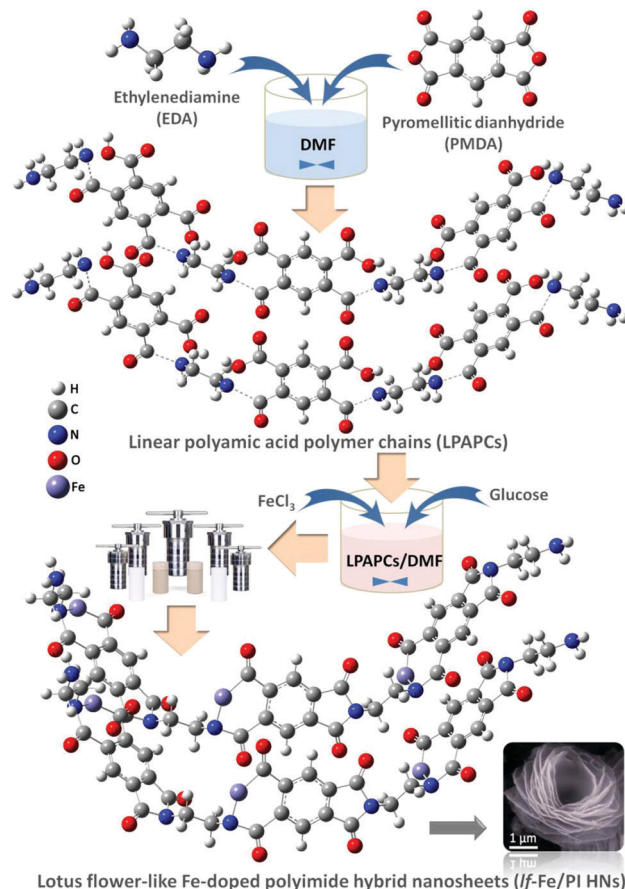 Ethylenediamine
(EDA)
DMF
Pyromellitic dianhydride
(PMDA)
H
C
N
O
Fe
Linear polyamic acid polymer chains (LPAPCs)
FeCl₃
Glucose
LPAPCs/DMF
1 µm
Lotus flower-like Fe-doped polyimide hybrid nanosheets (lf-Fe/PI HNs)